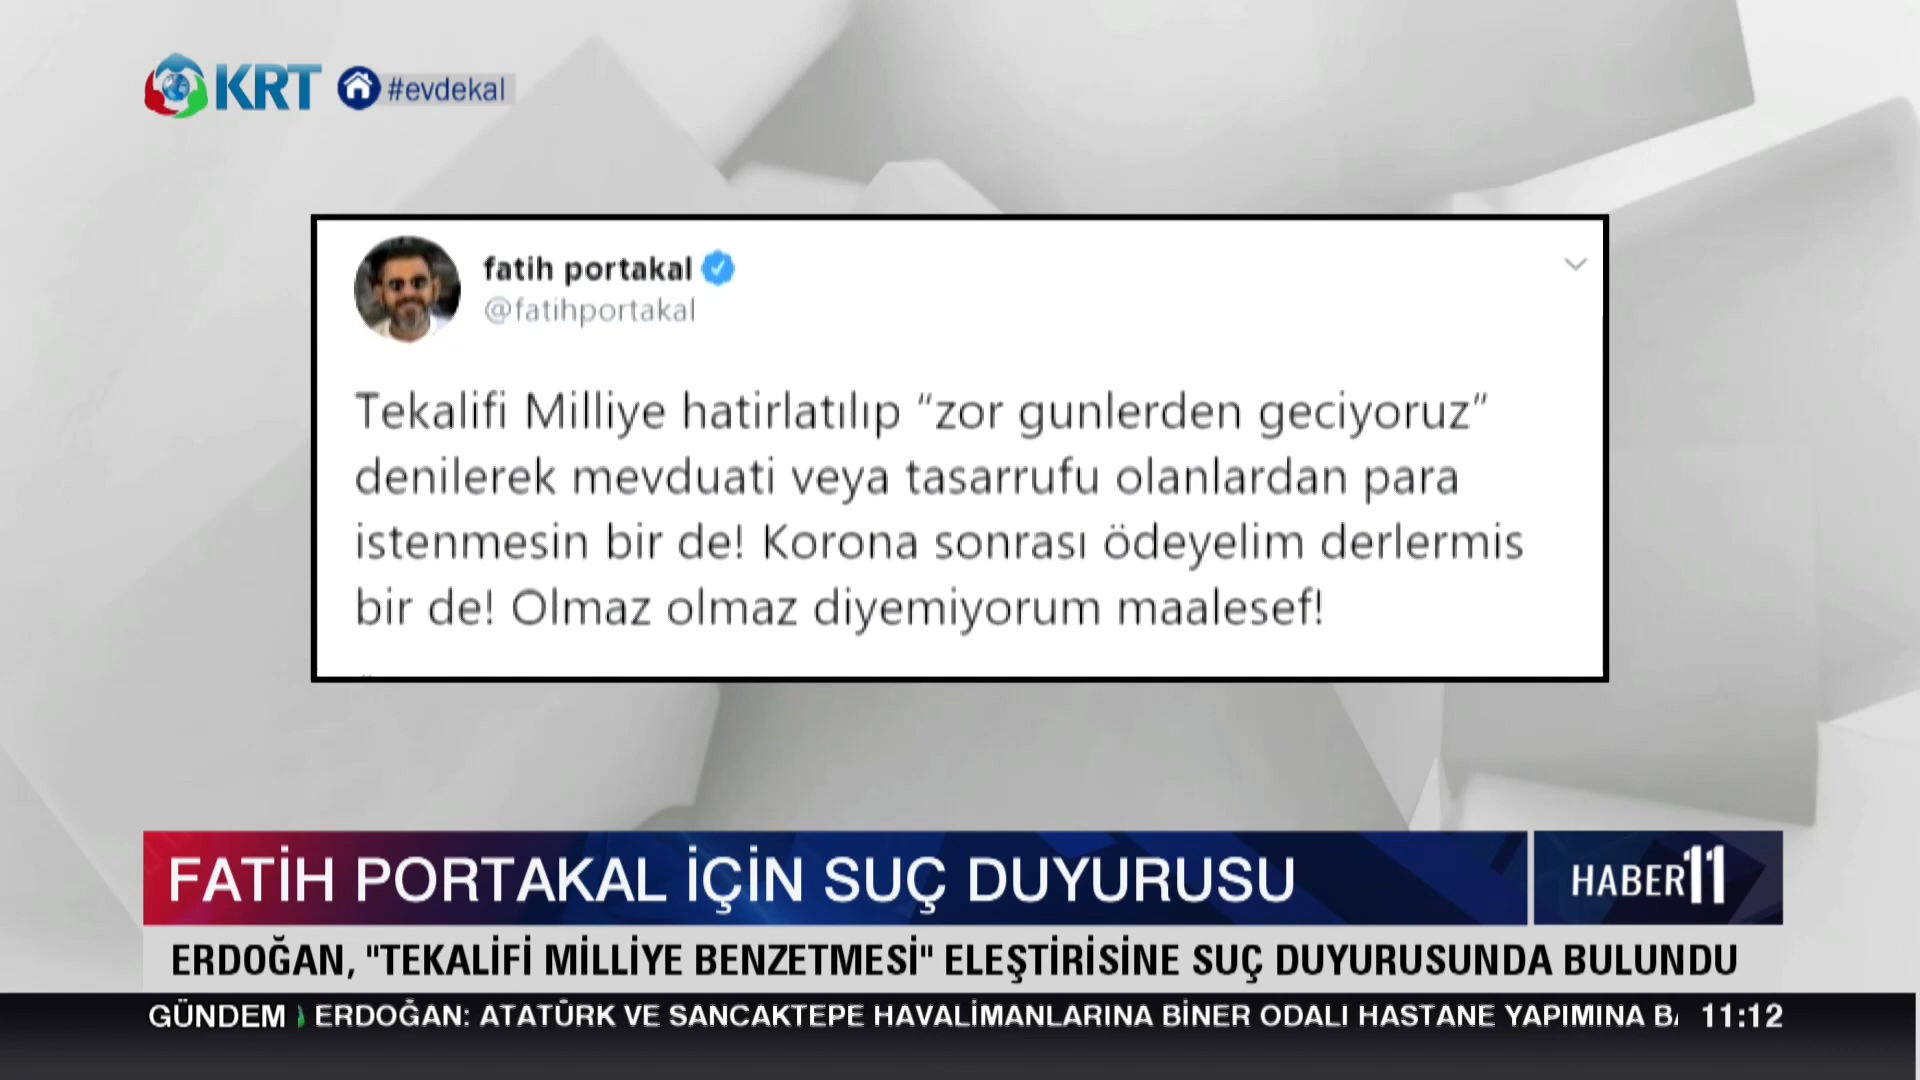 KRT #evdekal
fatih portakal
@fatihportakal
Tekalifi Milliye hatirlatılıp “zor gunlerden geciyoruz”
denilerek mevduati veya tasarrufu olanlardan para
istenmesin bir de! Korona sonrası ödeyelim derlermis
bir de! Olmaz olmaz diyemiyorum maalesef!
FATİH PORTAKAL İÇİN SUÇ DUYURUSU
HABER11
ERDOĞAN, "TEKALİFİ MİLLİYE BENZETMESİ" ELEŞTİRİSİNE SUÇ DUYURUSUNDA BULUNDU
GÜNDEM ERDOĞAN: ATATÜRK VE SANCAKTEPE HAVALİMANLARINA BİNER ODALI HASTANE YAPIMINA 11:12